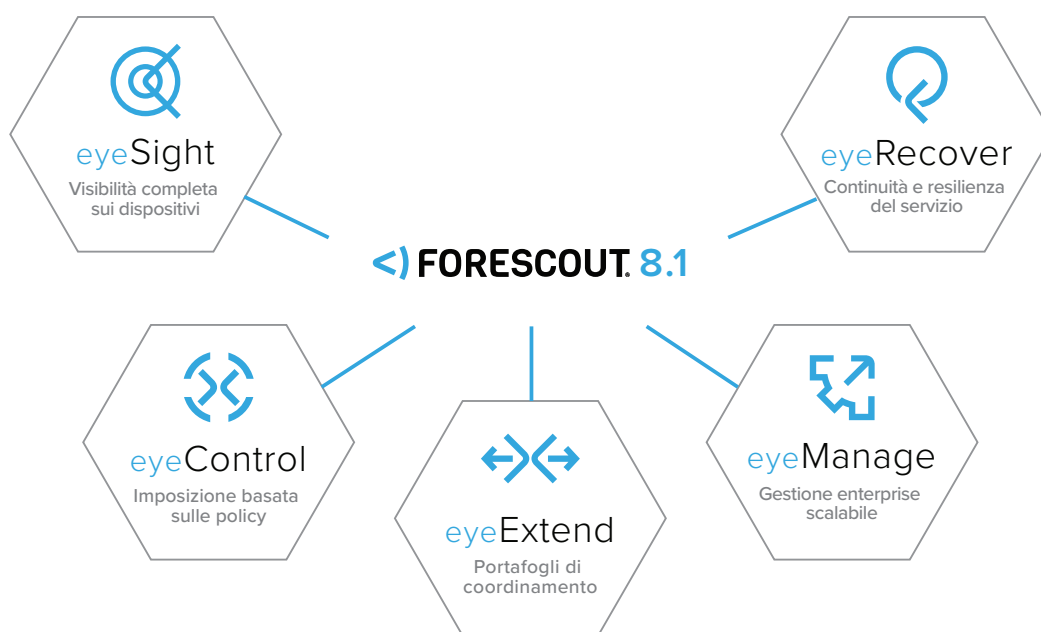 eyeSight
Visibilità completa
sui dispositivi
eyeRecover
Continuità e resilienza
del servizio
<) FORESCOUT. 8.1
eyeControl
Imposizione basata
sulle policy
eyeExtend
Portafogli di
coordinamento
eyeManage
Gestione enterprise
scalabile